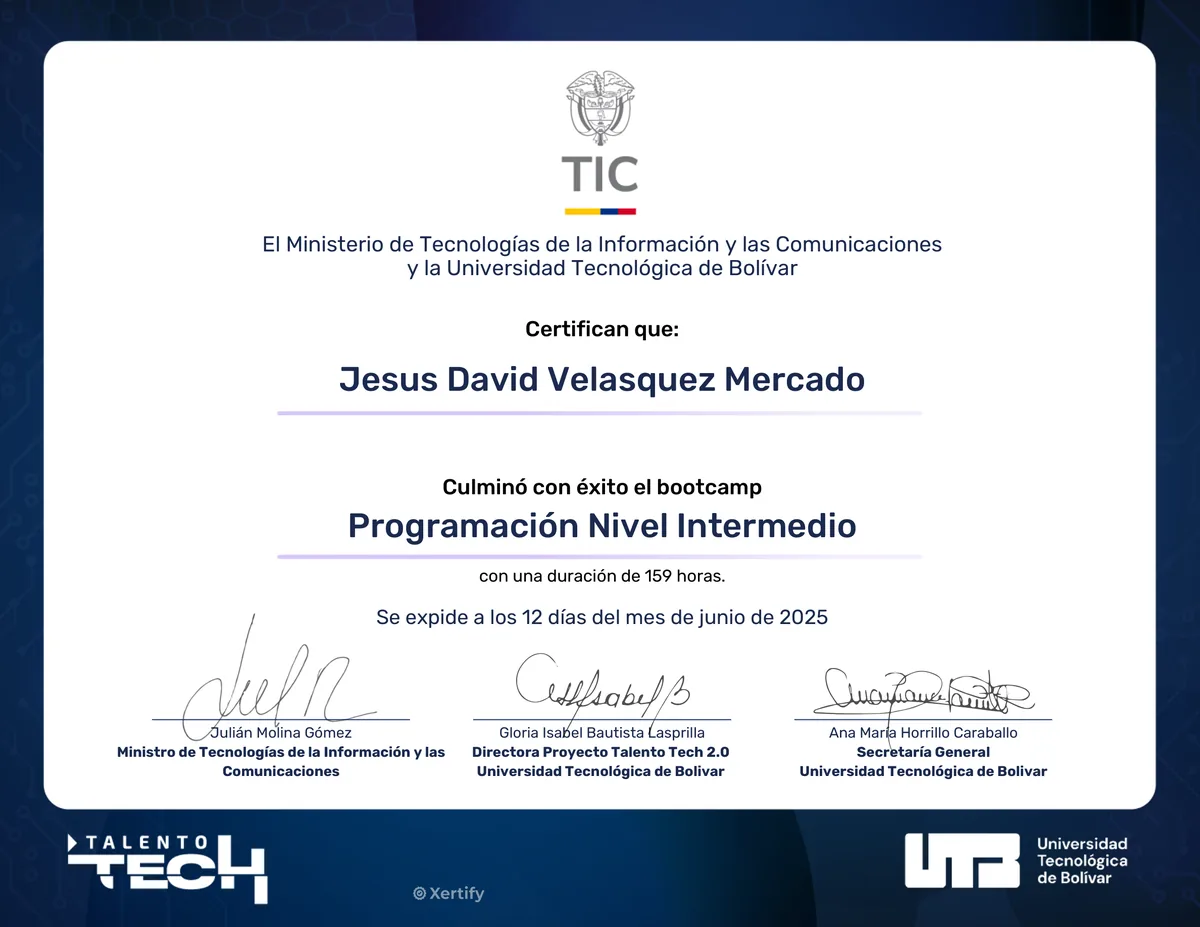 TIC
El Ministerio de Tecnologías de la Información y las Comunicaciones
y la Universidad Tecnológica de Bolívar
Certifican que:
Jesus David Velasquez Mercado
Culminó con éxito el bootcamp
Programación Nivel Intermedio
con una duración de 159 horas.
Se expide a los 12 días del mes de junio de 2025
Julián Molina Gómez
Ministro de Tecnologías de la Información y las
Comunicaciones
Gloria Isabel Bautista Lasprilla
Directora Proyecto Talento Tech 2.0
Universidad Tecnológica de Bolivar
Ana María Horrillo Caraballo
Secretaría General
Universidad Tecnológica de Bolivar
TALENTO
TECH
Xertify
UTB
Universidad
Tecnológica
de Bolívar